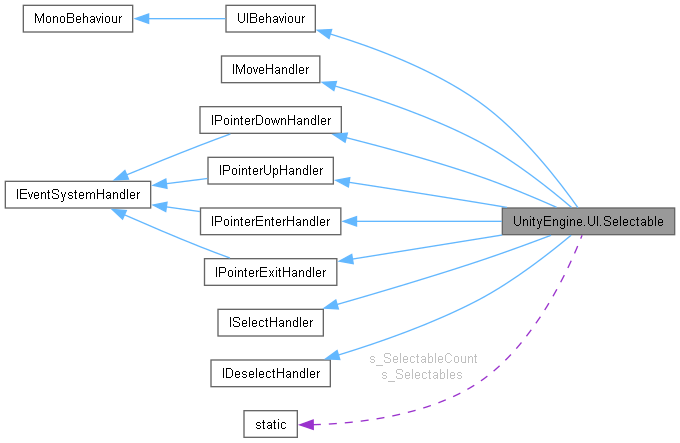 MonoBehaviour
UIBehaviour
IMoveHandler
IPointerDownHandler
IPointerUpHandler
IEventSystemHandler
IPointerEnterHandler
UnityEngine.UI.Selectable
IPointerExitHandler
ISelectHandler
s_SelectableCount
s_Selectables
IDeselectHandler
static